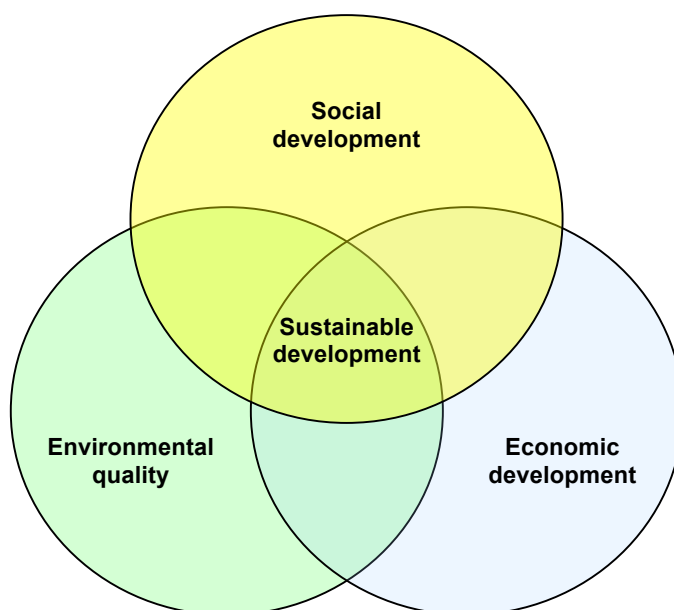 Social
development
Sustainable
development
Environmental
quality
Economic
development